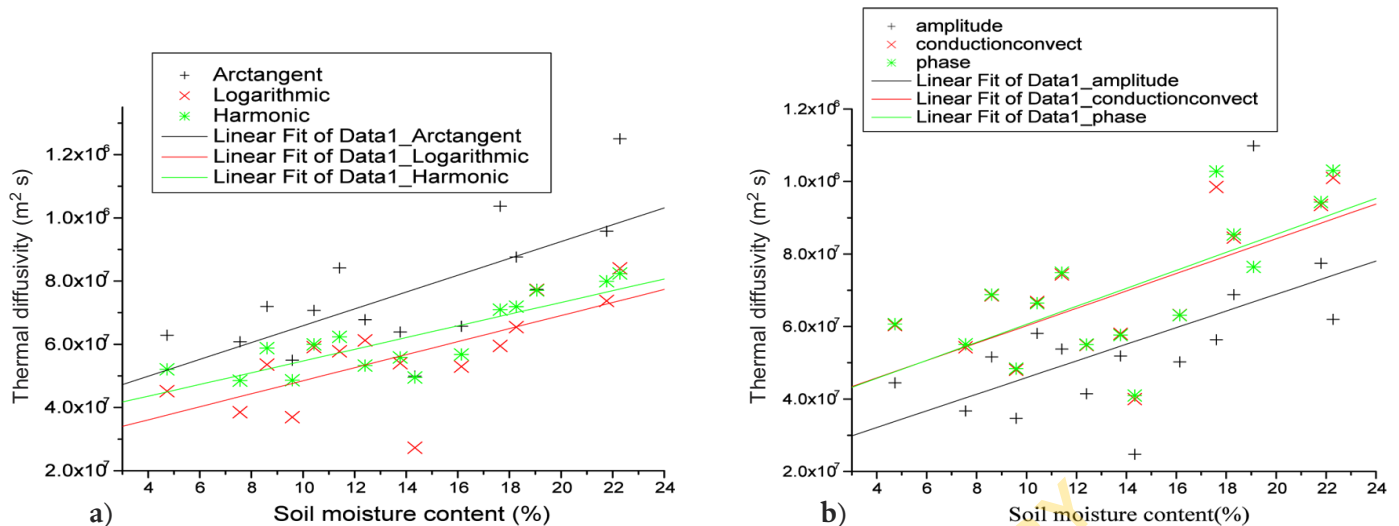 Arctangent
Logarithmic
Harmonic
Linear Fit of Data1_Arctangent
Linear Fit of Data1_Logarithmic
Linear Fit of Data1_Harmonic
Thermal diffusivity (m² s)
1.2x10⁶
1.0x10⁶
8.0x10⁷
6.0x10⁷
4.0x10⁷
2.0x10⁷
4 6 8 10 12 14 16 18 20 22 24
a) Soil moisture content (%)
amplitude
conductionconvect
phase
Linear Fit of Data1_amplitude
Linear Fit of Data1_conductionconvect
Linear Fit of Data1_phase
Thermal diffusivity (m² s)
1.2x10⁶
1.0x10⁶
8.0x10⁷
6.0x10⁷
4.0x10⁷
2.0x10⁷
4 6 8 10 12 14 16 18 20 22 24
b) Soil moisture content(%)